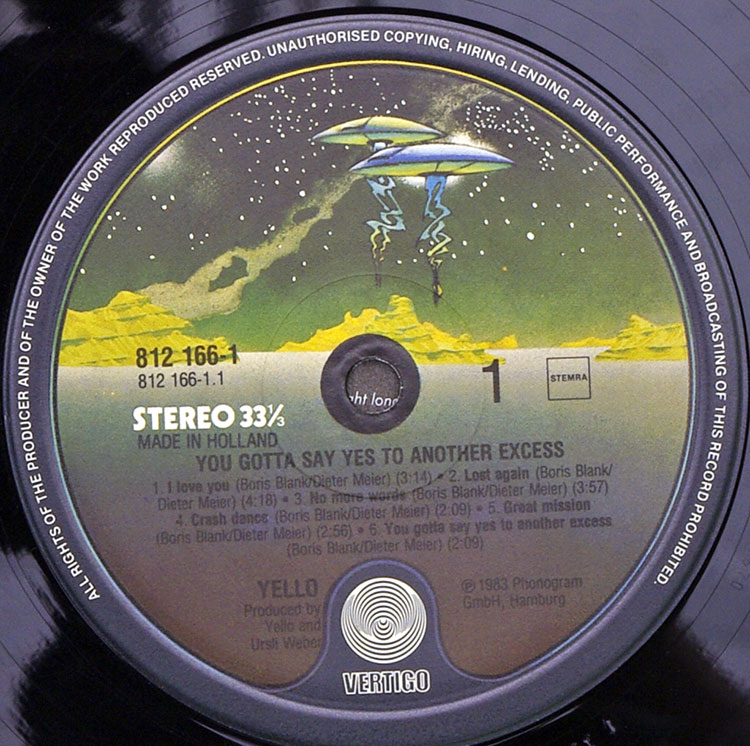 ALL RIGHTS OF THE PRODUCER AND OF THE OWNER OF THE WORK REPRODUCED RESERVED. UNAUTHORISED COPYING, HIRING, LENDING, PUBLIC PERFORMANCE AND BROADCASTING OF THIS RECORD PROHIBITED.
812 166-1
812 166-1.1
1
STEMRA
ht long
STEREO 33⅓
MADE IN HOLLAND
YOU GOTTA SAY YES TO ANOTHER EXCESS
1. I love you (Boris Blank/Dieter Meier) (3:14) • 2. Lost again (Boris Blank/
Dieter Meier) (4:18) • 3. No more words (Boris Blank/Dieter Meier) (3:57)
4. Crash dance (Boris Blank/Dieter Meier) (2:09) • 5. Great mission
(Boris Blank/Dieter Meier) (2:56) • 6. You gotta say yes to another excess
(Boris Blank/Dieter Meier) (2:09)
YELLO
Produced by
Yello and
Ursli Weber
℗ 1983 Phonogram
GmbH, Hamburg
VERTIGO